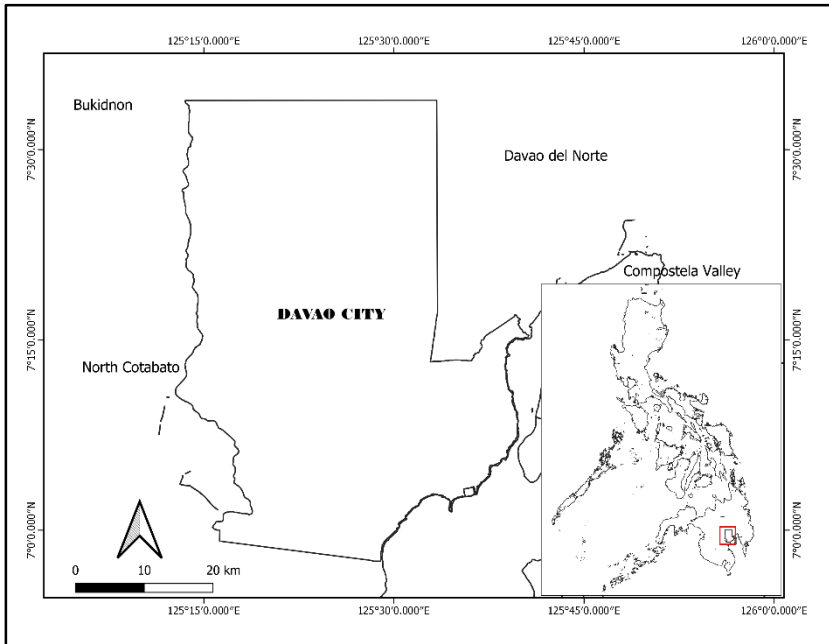 125°15'0.000"E 125°30'0.000"E 125°45'0.000"E 126°0'0.000"E
Bukidnon
7°30'0.000"N 7°30'0.000"N
Davao del Norte
Compostela Valley
DAVAO CITY
7°15'0.000"N 7°15'0.000"N
North Cotabato
7°0'0.000"N 7°0'0.000"N
0 10 20 km
125°15'0.000"E 125°30'0.000"E 125°45'0.000"E 126°0'0.000"E